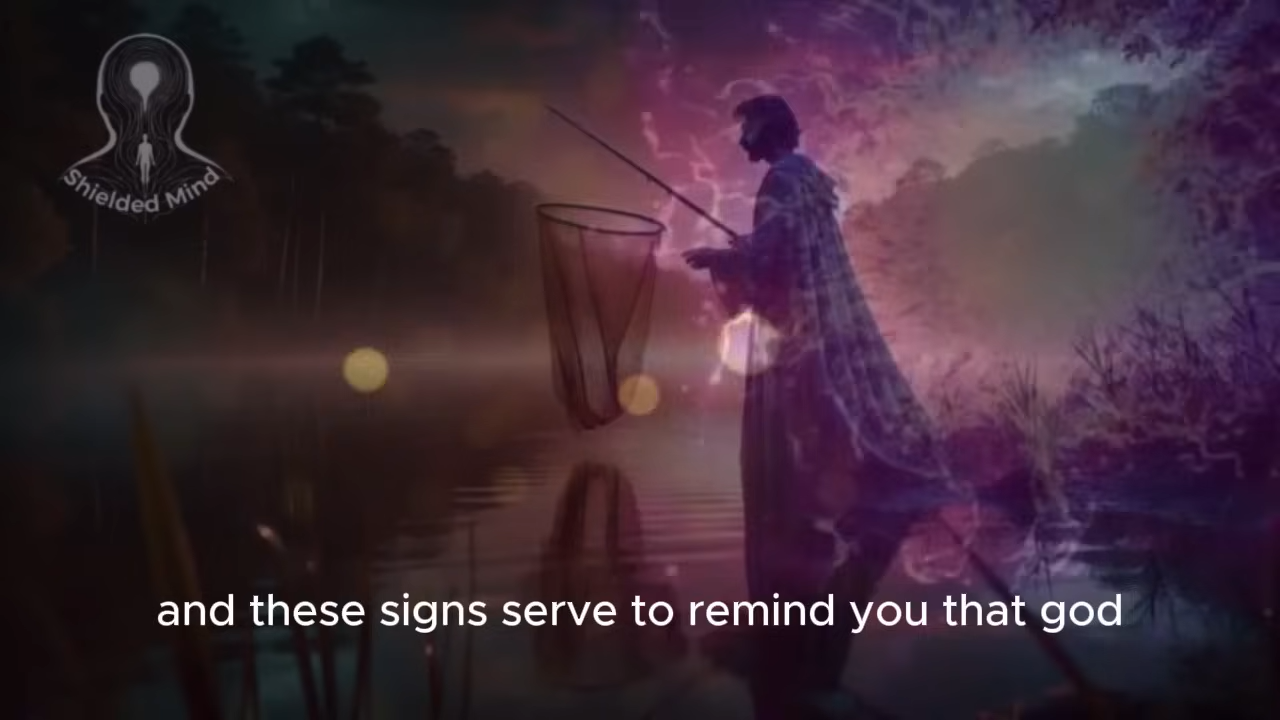 Shielded Mind
and these signs serve to remind you that god